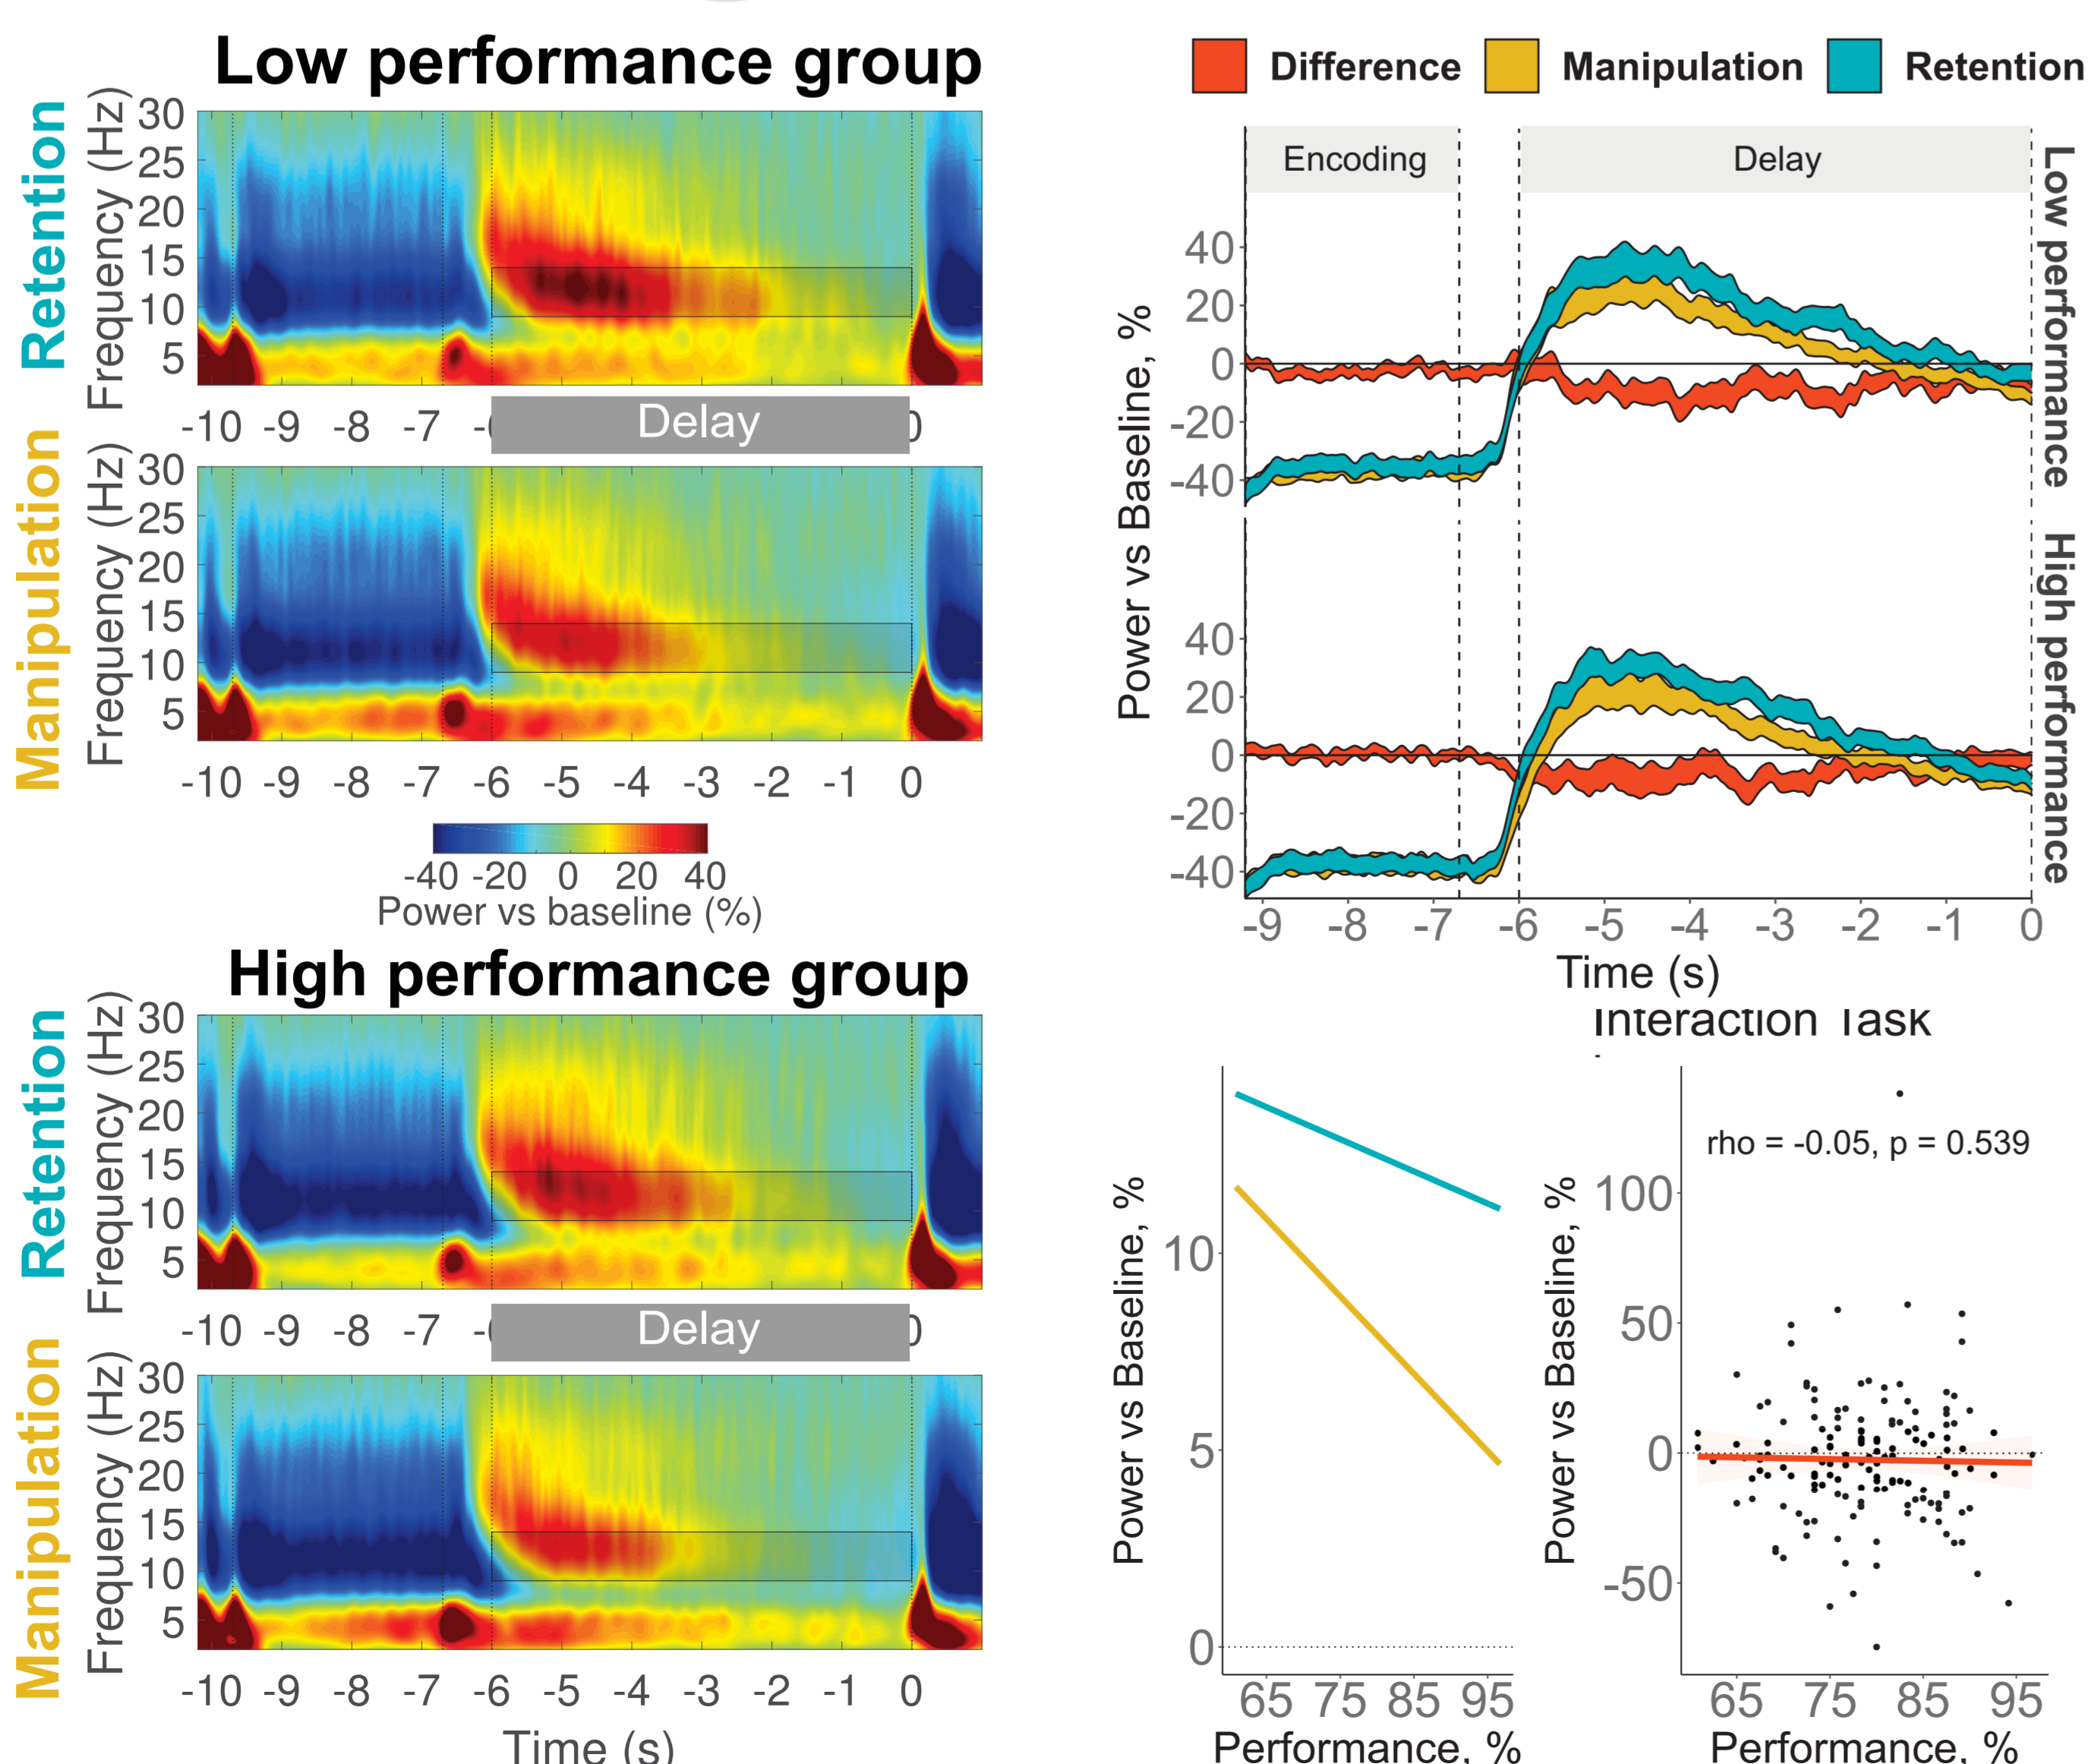 Low performance group
Retention
Frequency (Hz)
30
25
20
15
10
5
-10 -9 -8 -7
Delay
Manipulation
Frequency (Hz)
30
25
20
15
10
5
-10 -9 -8 -7 -6 -5 -4 -3 -2 -1 0
-40 -20 0 20 40
Power vs baseline (%)
High performance group
Retention
Frequency (Hz)
30
25
20
15
10
5
-10 -9 -8 -7
Delay
Manipulation
Frequency (Hz)
30
25
20
15
10
5
-10 -9 -8 -7 -6 -5 -4 -3 -2 -1 0
Time (s)
Difference Manipulation Retention
Encoding Delay
Low performance
40
20
0
-20
-40
Power vs Baseline, %
High performance
40
20
0
-20
-40
-9 -8 -7 -6 -5 -4 -3 -2 -1 0
Time (s)
Interaction Task
Power vs Baseline, %
10
5
0
65 75 85 95
Performance, %
Power vs Baseline, %
rho = -0.05, p = 0.539
100
50
0
-50
65 75 85 95
Performance, %